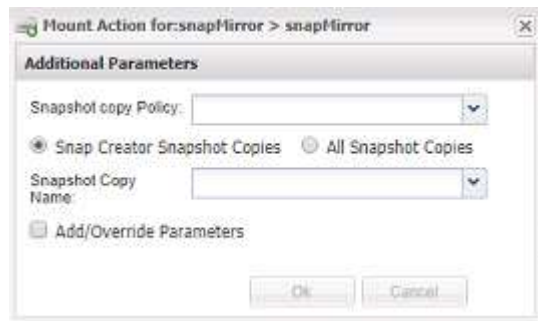 Mount Action for:snapMirror > snapMirror
Additional Parameters
Snapshot copy Policy:
Snap Creator Snapshot Copies All Snapshot Copies
Snapshot Copy
Name:
Add/Override Parameters
Ok Cancel